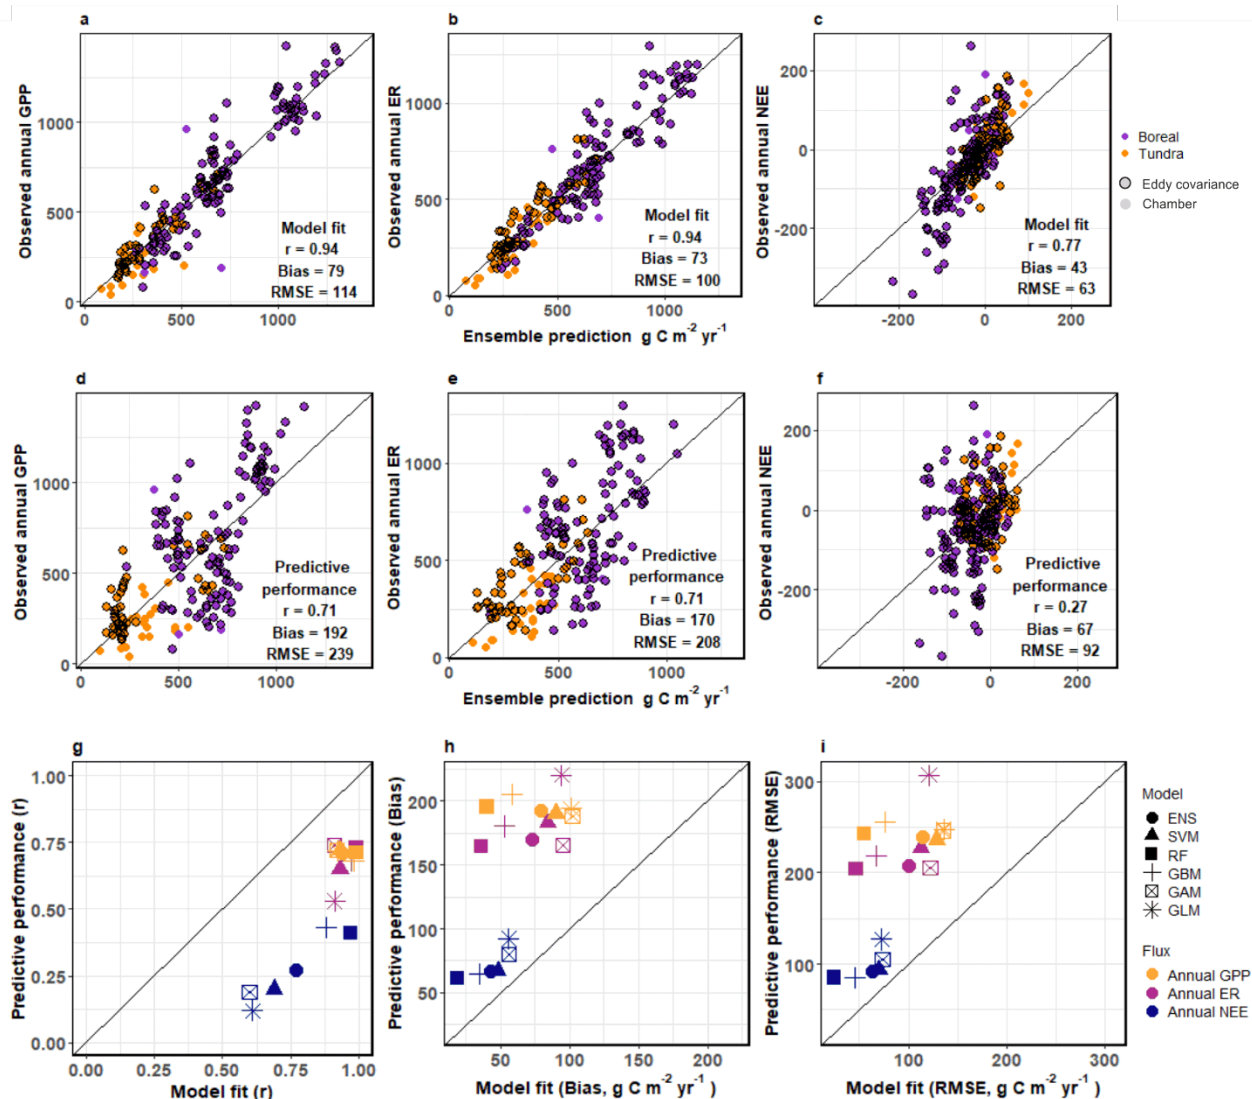 a
b
c
Observed annual GPP
1000
500
0
0
500
1000
Model fit
r = 0.94
Bias = 79
RMSE = 114
Observed annual ER
1000
500
0
0
500
1000
Model fit
r = 0.94
Bias = 73
RMSE = 100
Ensemble prediction g C m⁻² yr⁻¹
Observed annual NEE
200
0
-200
-200
0
200
Model fit
r = 0.77
Bias = 43
RMSE = 63
Boreal
Tundra
Eddy covariance
Chamber
d
e
f
Observed annual GPP
1000
500
0
0
500
1000
Predictive
performance
r = 0.71
Bias = 192
RMSE = 239
Observed annual ER
1000
500
0
0
500
1000
Predictive
performance
r = 0.71
Bias = 170
RMSE = 208
Ensemble prediction g C m⁻² yr⁻¹
Observed annual NEE
200
0
-200
-200
0
200
Predictive
performance
r = 0.27
Bias = 67
RMSE = 92
g
h
i
Predictive performance (r)
1.00
0.75
0.50
0.25
0.00
0.00
0.25
0.50
0.75
1.00
Model fit (r)
Predictive performance (Bias)
200
150
100
50
50
100
150
200
Model fit (Bias, g C m⁻² yr⁻¹ )
Predictive performance (RMSE)
300
200
100
100
200
300
Model fit (RMSE, g C m⁻² yr⁻¹ )
Model
ENS
SVM
RF
GBM
GAM
GLM
Flux
Annual GPP
Annual ER
Annual NEE